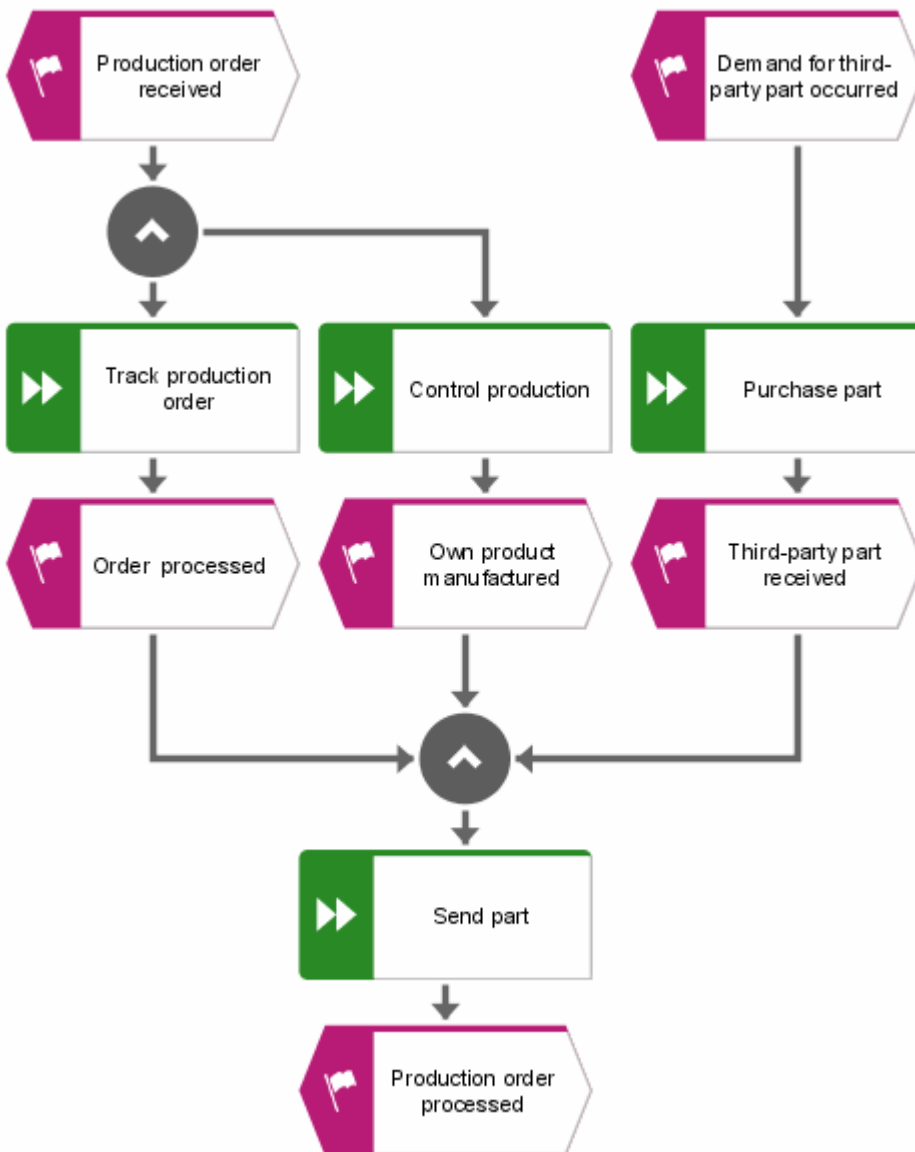 Production order
received
Demand for third-
party part occurred
Track production
order
Control production
Purchase part
Order processed
Own product
manufactured
Third-party part
received
Send part
Production order
processed